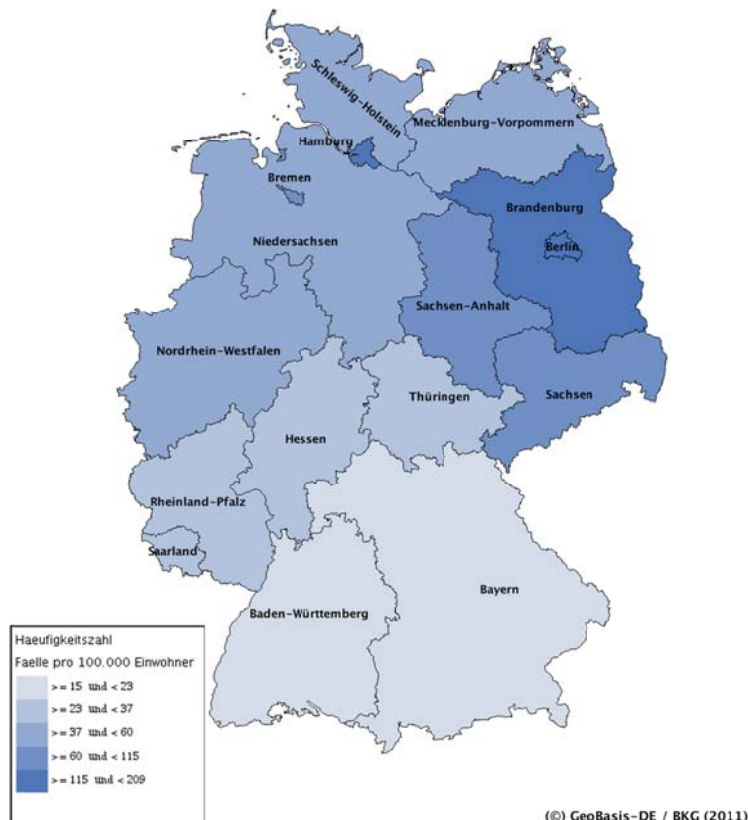 Schleswig-Holstein
Mecklenburg-Vorpommern
Hamburg
Bremen
Brandenburg
Niedersachsen
Berlin
Sachsen-Anhalt
Nordrhein-Westfalen
Thüringen
Sachsen
Hessen
Rheinland-Pfalz
Saarland
Bayern
Baden-Württemberg
Haeufigkeitszahl
Faelle pro 100.000 Einwohner
>= 15 und < 23
>= 23 und < 37
>= 37 und < 60
>= 60 und < 115
>= 115 und < 209
(©) GeoBasis-DE / BKG (2011)